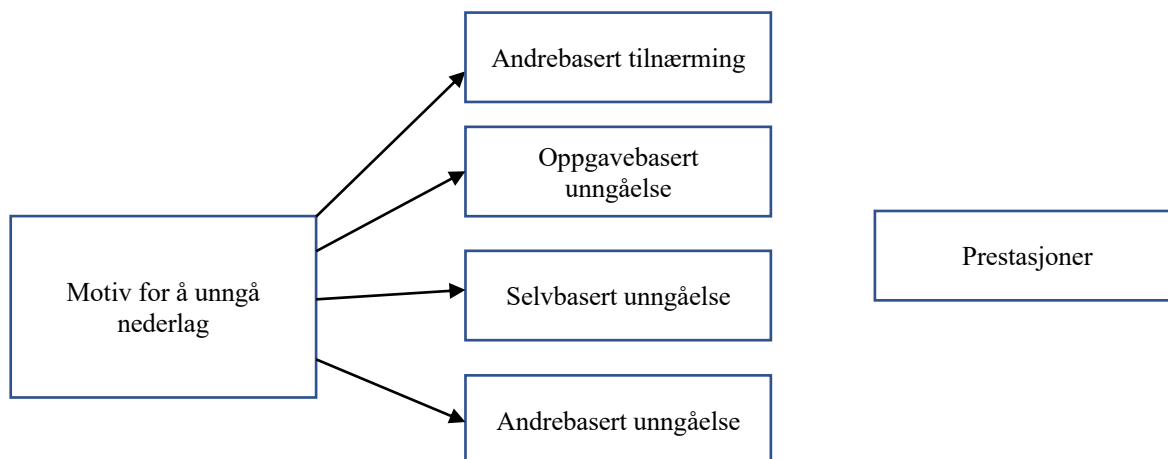 Andrebasert tilnærming
Oppgavebasert
unngåelse
Motiv for å unngå
nederlag
Selvbasert unngåelse
Andrebasert unngåelse
Prestasjoner